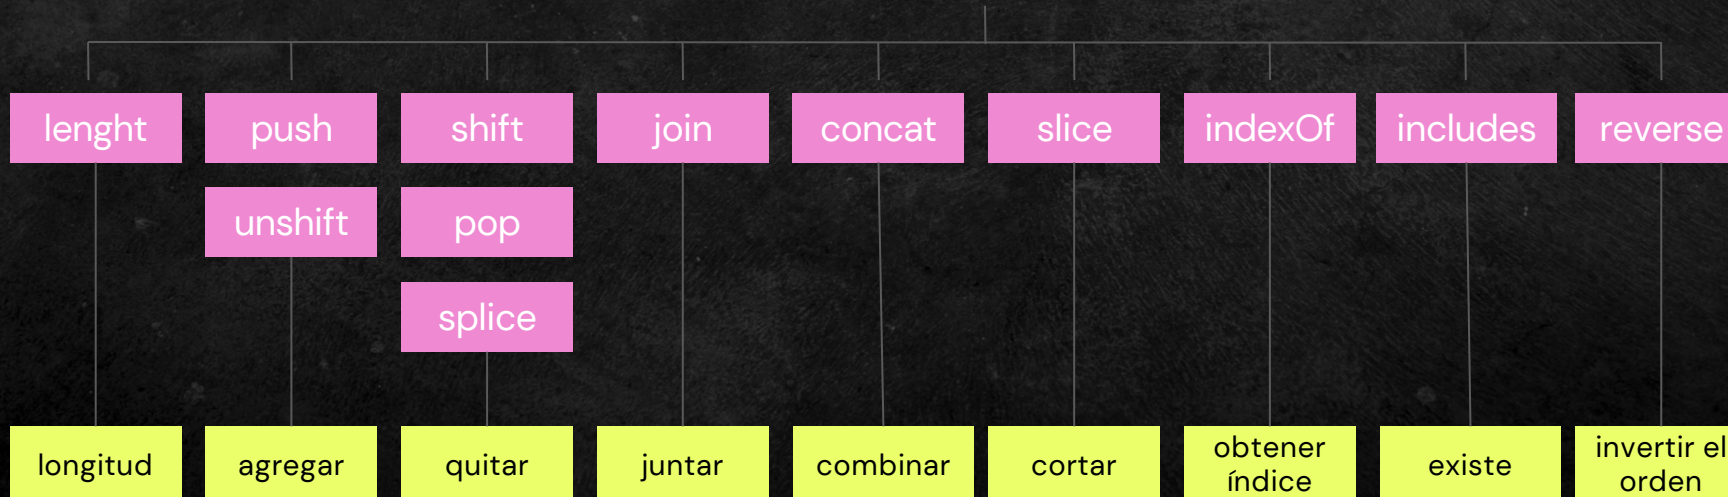 lenght
push
shift
join
concat
slice
indexOf
includes
reverse
unshift
pop
splice
longitud
agregar
quitar
juntar
combinar
cortar
obtener
índice
existe
invertir el
orden